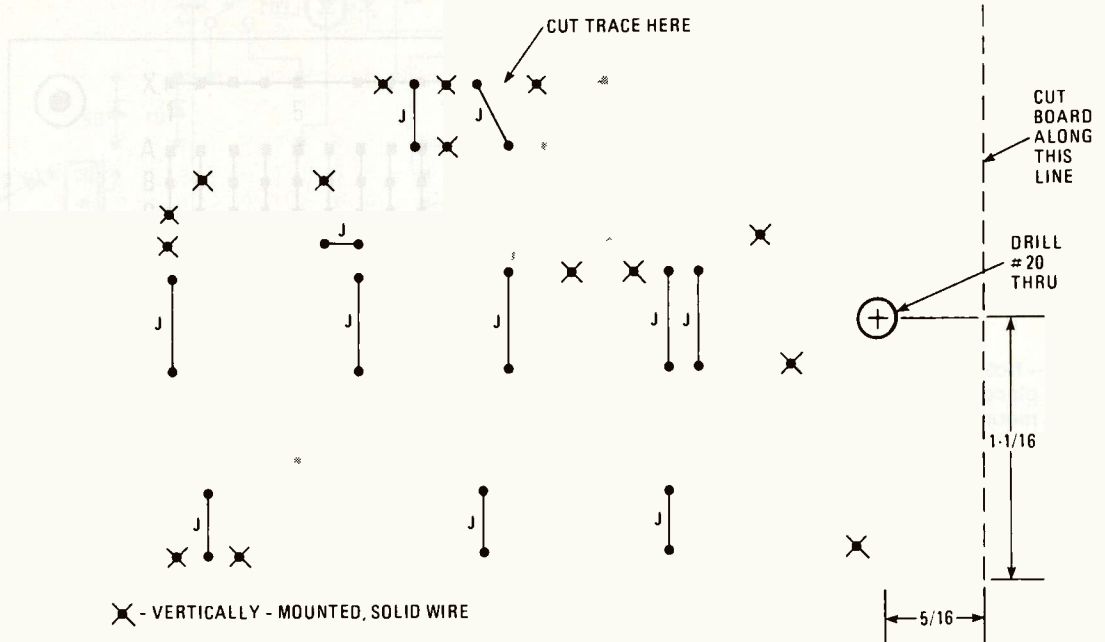 CUT TRACE HERE
J
J
CUT
BOARD
ALONG
THIS
LINE
J
DRILL
#20
THRU
J
J
J
J
J
1-1/16
J
J
J
5/16
- VERTICALLY - MOUNTED, SOLID WIRE